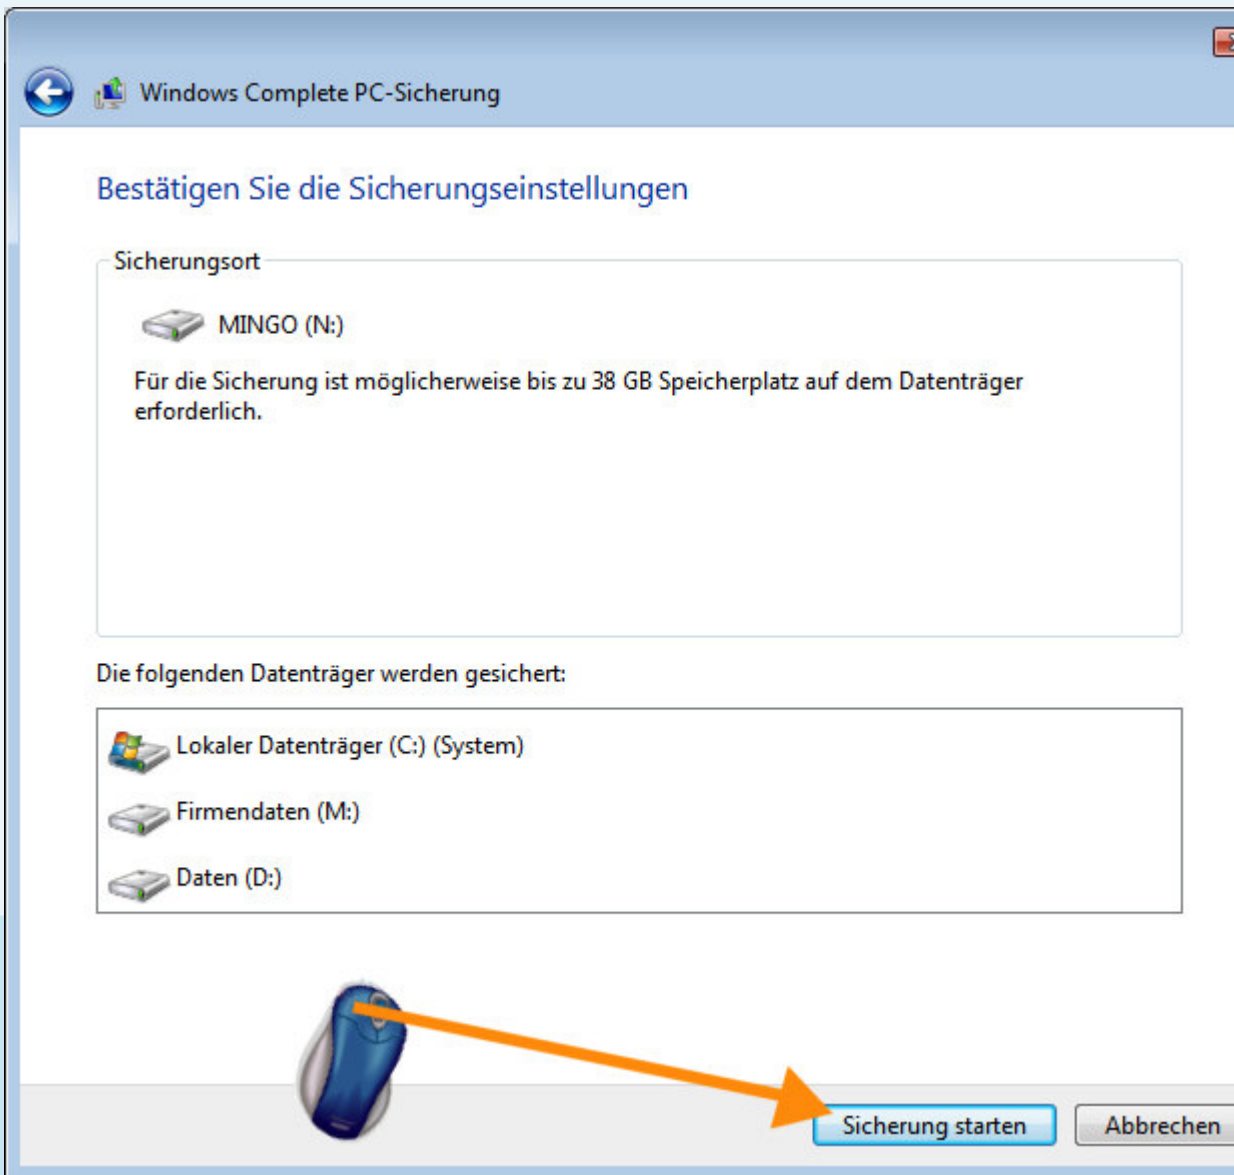 Windows Complete PC-Sicherung
Bestätigen Sie die Sicherungseinstellungen
Sicherungsort
MINGO (N:)
Für die Sicherung ist möglicherweise bis zu 38 GB Speicherplatz auf dem Datenträger
erforderlich.
Die folgenden Datenträger werden gesichert:
Lokaler Datenträger (C:) (System)
Firmendaten (M:)
Daten (D:)
Sicherung starten
Abbrechen